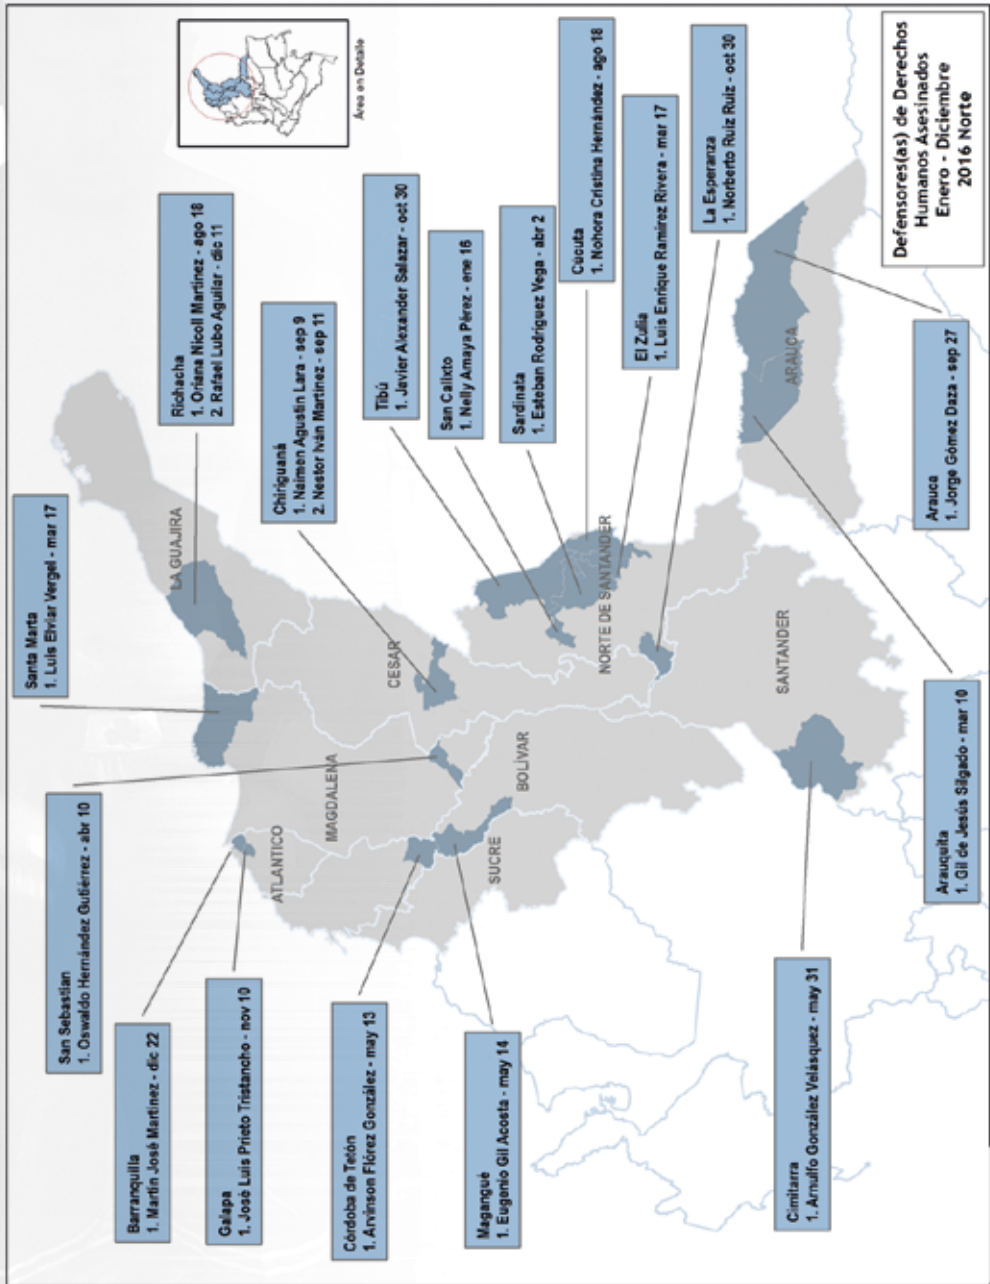 Defensores(as) de Derechos
Humanos Asesinados
Enero - Diciembre
2016 Norte
Área en Detalle
Santa Marta
1. Luis Elviar Vergel - mar 17
Riohacha
1. Oriana Nicoll Martínez - ago 18
2. Rafael Lubo Aguilar - dic 11
San Sebastian
1. Oswaldo Hernández Gutiérrez - abr 10
Chiriguaná
1. Naimen Agustín Lara - sep 9
2. Nestor Iván Martínez - sep 11
Barranquilla
1. Martín José Martínez - dic 22
Galapa
1. José Luis Prieto Tristancho - nov 10
Tibú
1. Javier Alexander Salazar - oct 30
San Calixto
1. Nelly Amaya Pérez - ene 16
Córdoba de Tetón
1. Arvinson Flórez González - may 13
Sardinata
1. Esteban Rodríguez Vega - abr 2
Magangué
1. Eugenio Gil Acosta - may 14
Cúcuta
1. Nohora Cristina Hernández - ago 18
El Zulia
1. Luis Enrique Ramírez Rivera - mar 17
La Esperanza
1. Norberto Ruiz Ruiz - oct 30
Cimitarra
1. Arnulfo González Velásquez - may 31
Arauquita
1. Gil de Jesús Silgado - mar 10
Arauca
1. Jorge Gómez Daza - sep 27
LA GUAJIRA
ATLANTICO
MAGDALENA
CESAR
SUCRE
BOLÍVAR
NORTE DE SANTANDER
SANTANDER
ARAUCA